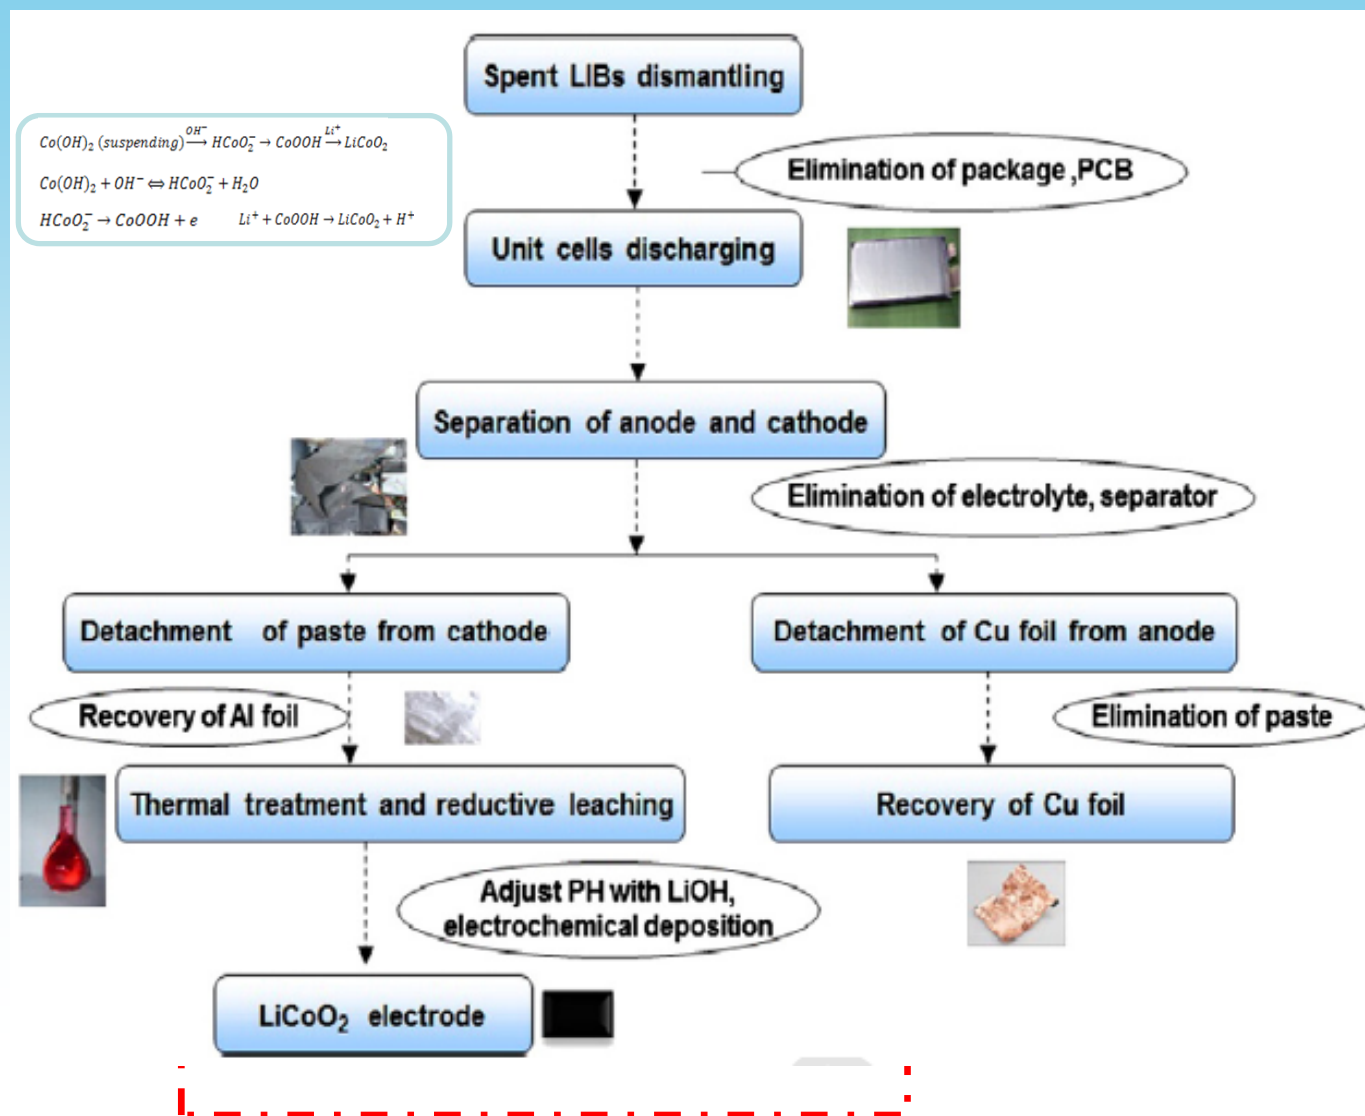 Spent LIBs dismantling
Co(OH)₂ (suspending) —OH⁻→ HCoO₂⁻ → CoOOH —Li⁺→ LiCoO₂
Co(OH)₂ + OH⁻ ⇔ HCoO₂⁻ + H₂O
HCoO₂⁻ → CoOOH + e Li⁺ + CoOOH → LiCoO₂ + H⁺
Elimination of package ,PCB
Unit cells discharging
Separation of anode and cathode
Elimination of electrolyte, separator
Detachment of paste from cathode
Detachment of Cu foil from anode
Recovery of Al foil
Elimination of paste
Thermal treatment and reductive leaching
Recovery of Cu foil
Adjust PH with LiOH,
electrochemical deposition
LiCoO₂ electrode